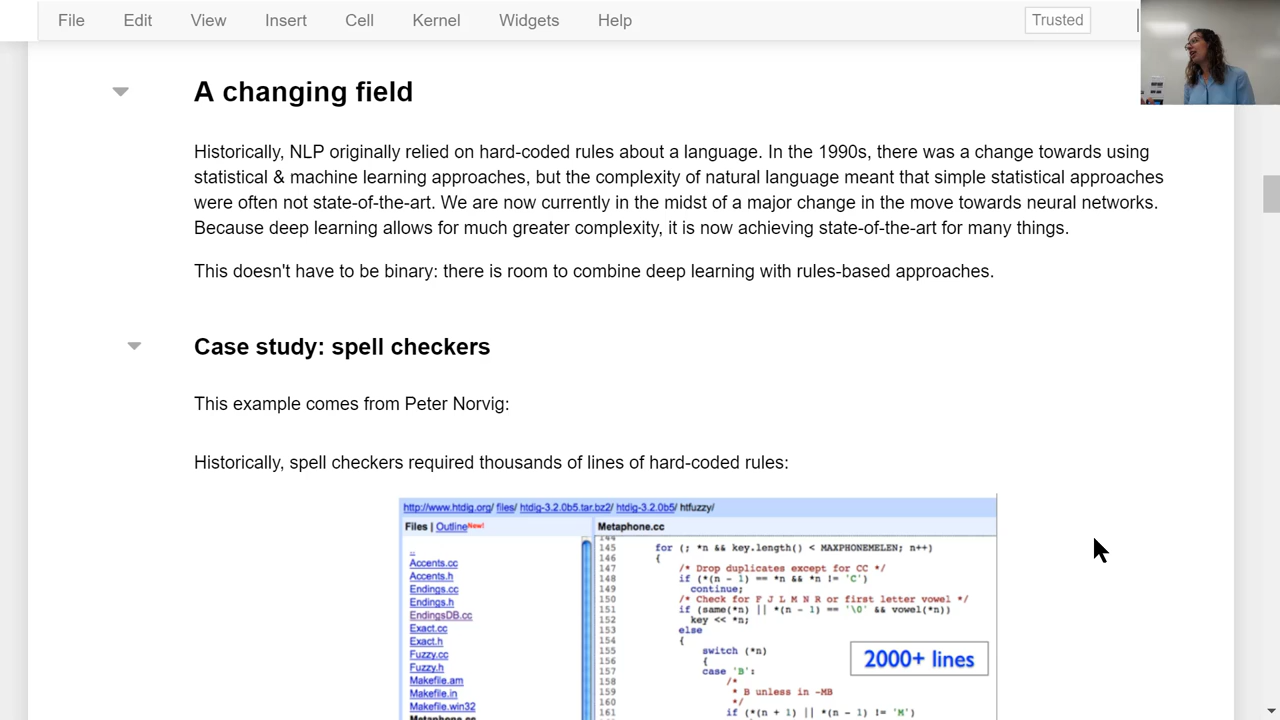 File Edit View Insert Cell Kernel Widgets Help Trusted
A changing field
Historically, NLP originally relied on hard-coded rules about a language. In the 1990s, there was a change towards using
statistical & machine learning approaches, but the complexity of natural language meant that simple statistical approaches
were often not state-of-the-art. We are now currently in the midst of a major change in the move towards neural networks.
Because deep learning allows for much greater complexity, it is now achieving state-of-the-art for many things.
This doesn't have to be binary: there is room to combine deep learning with rules-based approaches.
Case study: spell checkers
This example comes from Peter Norvig:
Historically, spell checkers required thousands of lines of hard-coded rules:
http://www.htdig.org/ files/ htdig-3.2.0b5.tar.bz2/ htdig-3.2.0b5/ htfuzzy/
Files | Outline New!
..
Accents.cc
Accents.h
Endings.cc
Endings.h
EndingsDB.cc
Exact.cc
Exact.h
Fuzzy.cc
Fuzzy.h
Makefile.am
Makefile.in
Makefile.win32
Metaphone.cc
Metaphone.cc
144
145 for (; *n && key.length() < MAXPHONEMELEN; n++)
146 {
147 /* Drop duplicates except for CC */
148 if (*(n - 1) == *n && *n != 'C')
149 continue;
150 /* Check for F J L M N R or first letter vowel */
151 if (same(*n) || *(n - 1) == '\0' && vowel(*n))
152 key << *n;
153 else
154 {
155 switch (*n)
156 {
157 case 'B':
158 /*
159 * B unless in -MB
160 */
161 if (*(n + 1) || *(n - 1) != 'M')
2000+ lines